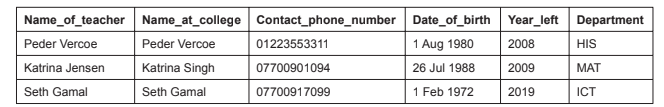 Name_of_teacher Name_at_college Contact_phone_number Date_of_birth Year_left Department
Peder Vercoe Peder Vercoe 01223553311 1 Aug 1980 2008 HIS
Katrina Jensen Katrina Singh 07700901094 26 Jul 1988 2009 MAT
Seth Gamal Seth Gamal 07700917099 1 Feb 1972 2019 ICT